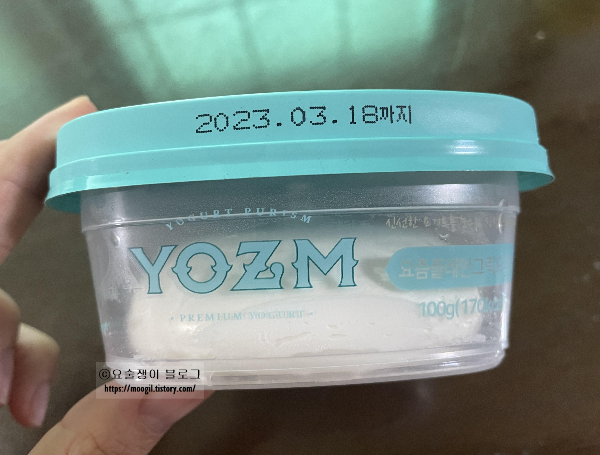 2023.03.18까지
YOGURT PURISM
YOZM
PREMIUM
100g(170
ⓒ요술쟁이 블로그
https://moogil.tistory.com/